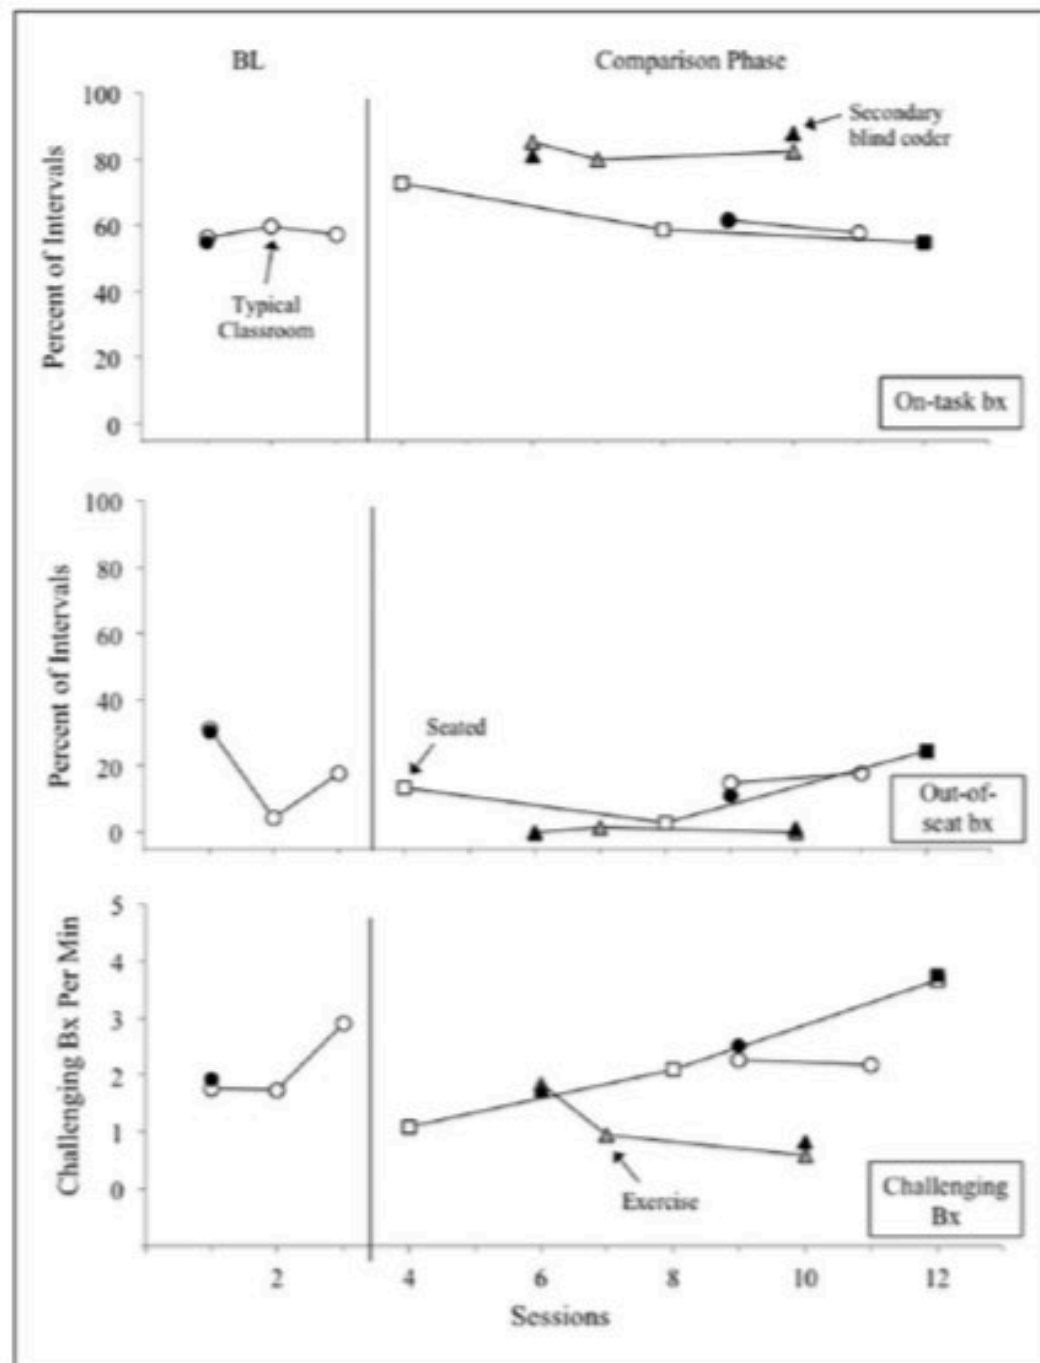 BL
Comparison Phase
100
80
60
40
20
0
Percent of Intervals
Secondary
blind coder
Typical
Classroom
On-task bx
100
80
60
40
20
0
Percent of Intervals
Seated
Out-of-
seat bx
5
4
3
2
1
0
Challenging Bx Per Min
Exercise
Challenging
Bx
2
4
6
8
10
12
Sessions